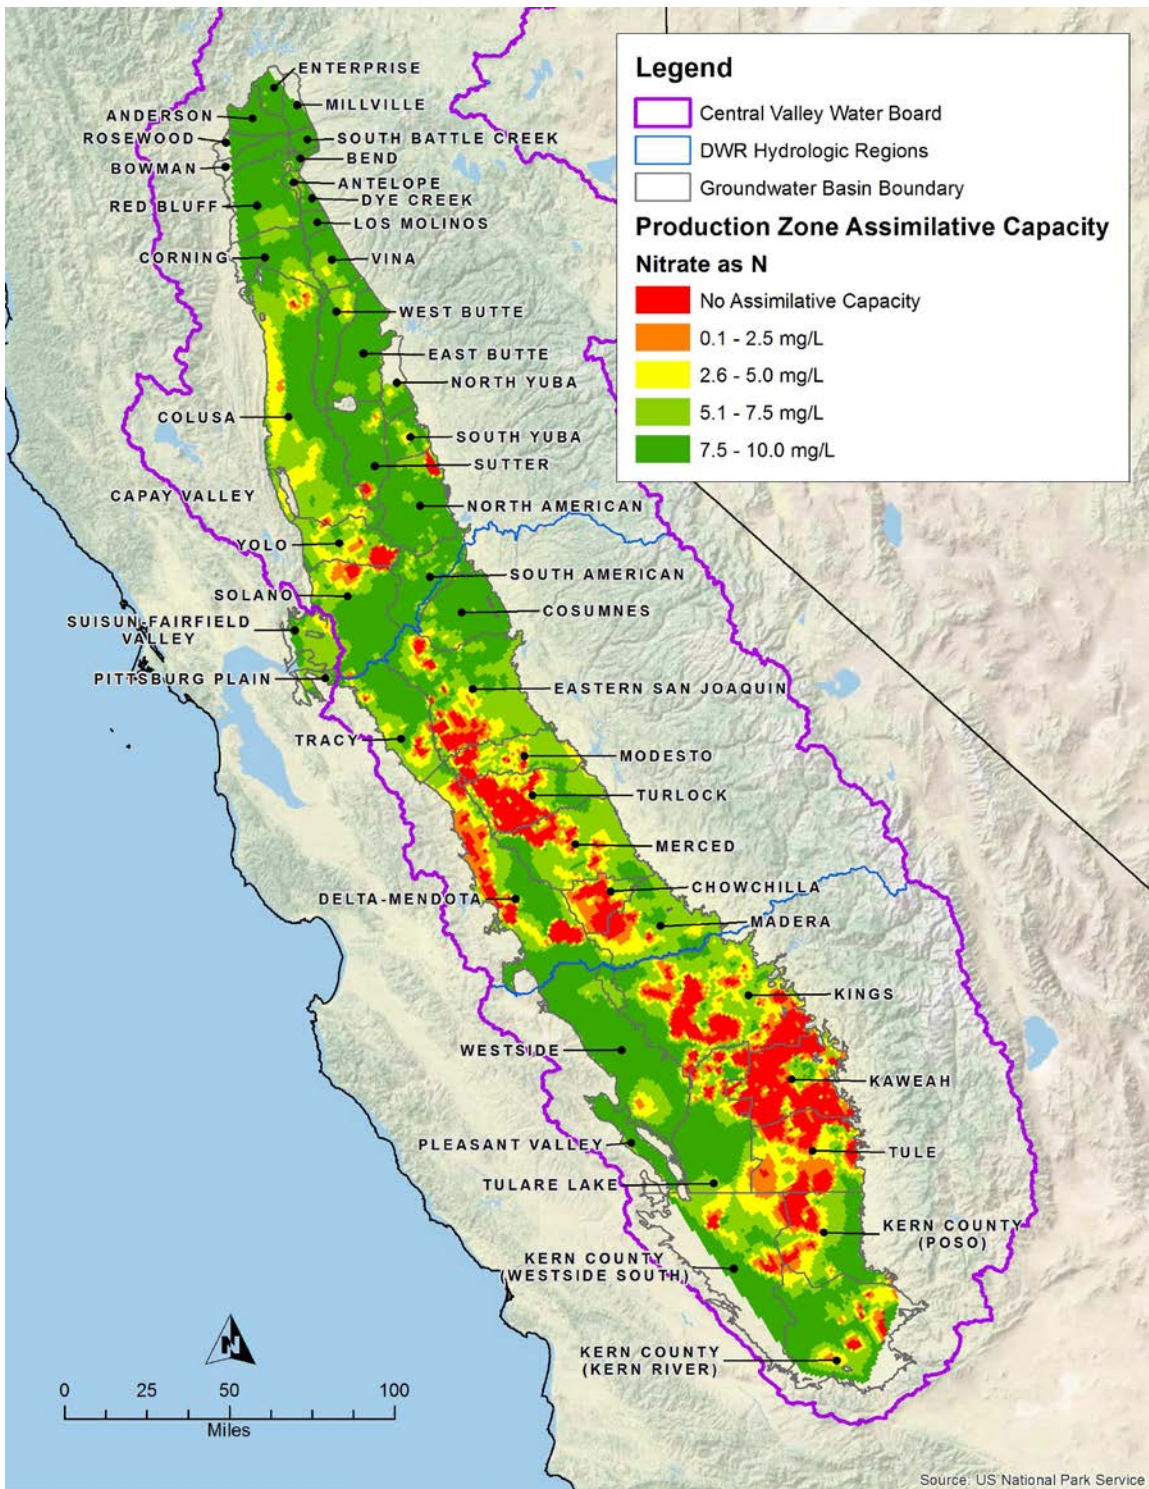 Legend
Central Valley Water Board
DWR Hydrologic Regions
Groundwater Basin Boundary
Production Zone Assimilative Capacity
Nitrate as N
No Assimilative Capacity
0.1 - 2.5 mg/L
2.6 - 5.0 mg/L
5.1 - 7.5 mg/L
7.5 - 10.0 mg/L
ENTERPRISE
MILLVILLE
ANDERSON
ROSEWOOD
SOUTH BATTLE CREEK
BEND
BOWMAN
ANTELOPE
DYE CREEK
RED BLUFF
LOS MOLINOS
CORNING
VINA
WEST BUTTE
EAST BUTTE
NORTH YUBA
COLUSA
SOUTH YUBA
SUTTER
CAPAY VALLEY
NORTH AMERICAN
YOLO
SOUTH AMERICAN
SOLANO
COSUMNES
SUISUN-FAIRFIELD
VALLEY
PITTSBURG PLAIN
EASTERN SAN JOAQUIN
TRACY
MODESTO
TURLOCK
MERCED
CHOWCHILLA
DELTA-MENDOTA
MADERA
KINGS
WESTSIDE
KAWEAH
PLEASANT VALLEY
TULE
TULARE LAKE
KERN COUNTY
(POSO)
KERN COUNTY
(WESTSIDE SOUTH)
KERN COUNTY
(KERN RIVER)
N
0 25 50 100
Miles
Source: US National Park Service